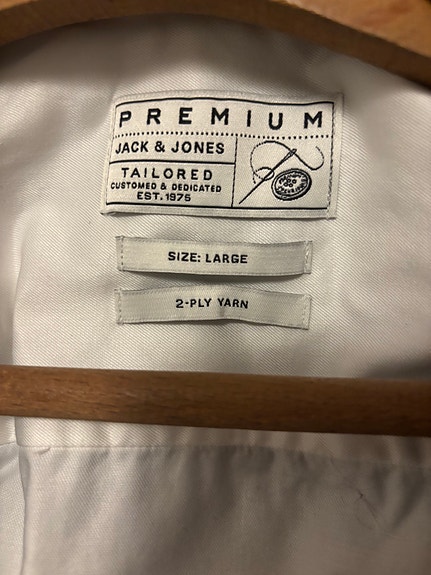 PREMIUM
JACK & JONES
TAILORED
CUSTOMED & DEDICATED
EST. 1975
SIZE: LARGE
2-PLY YARN